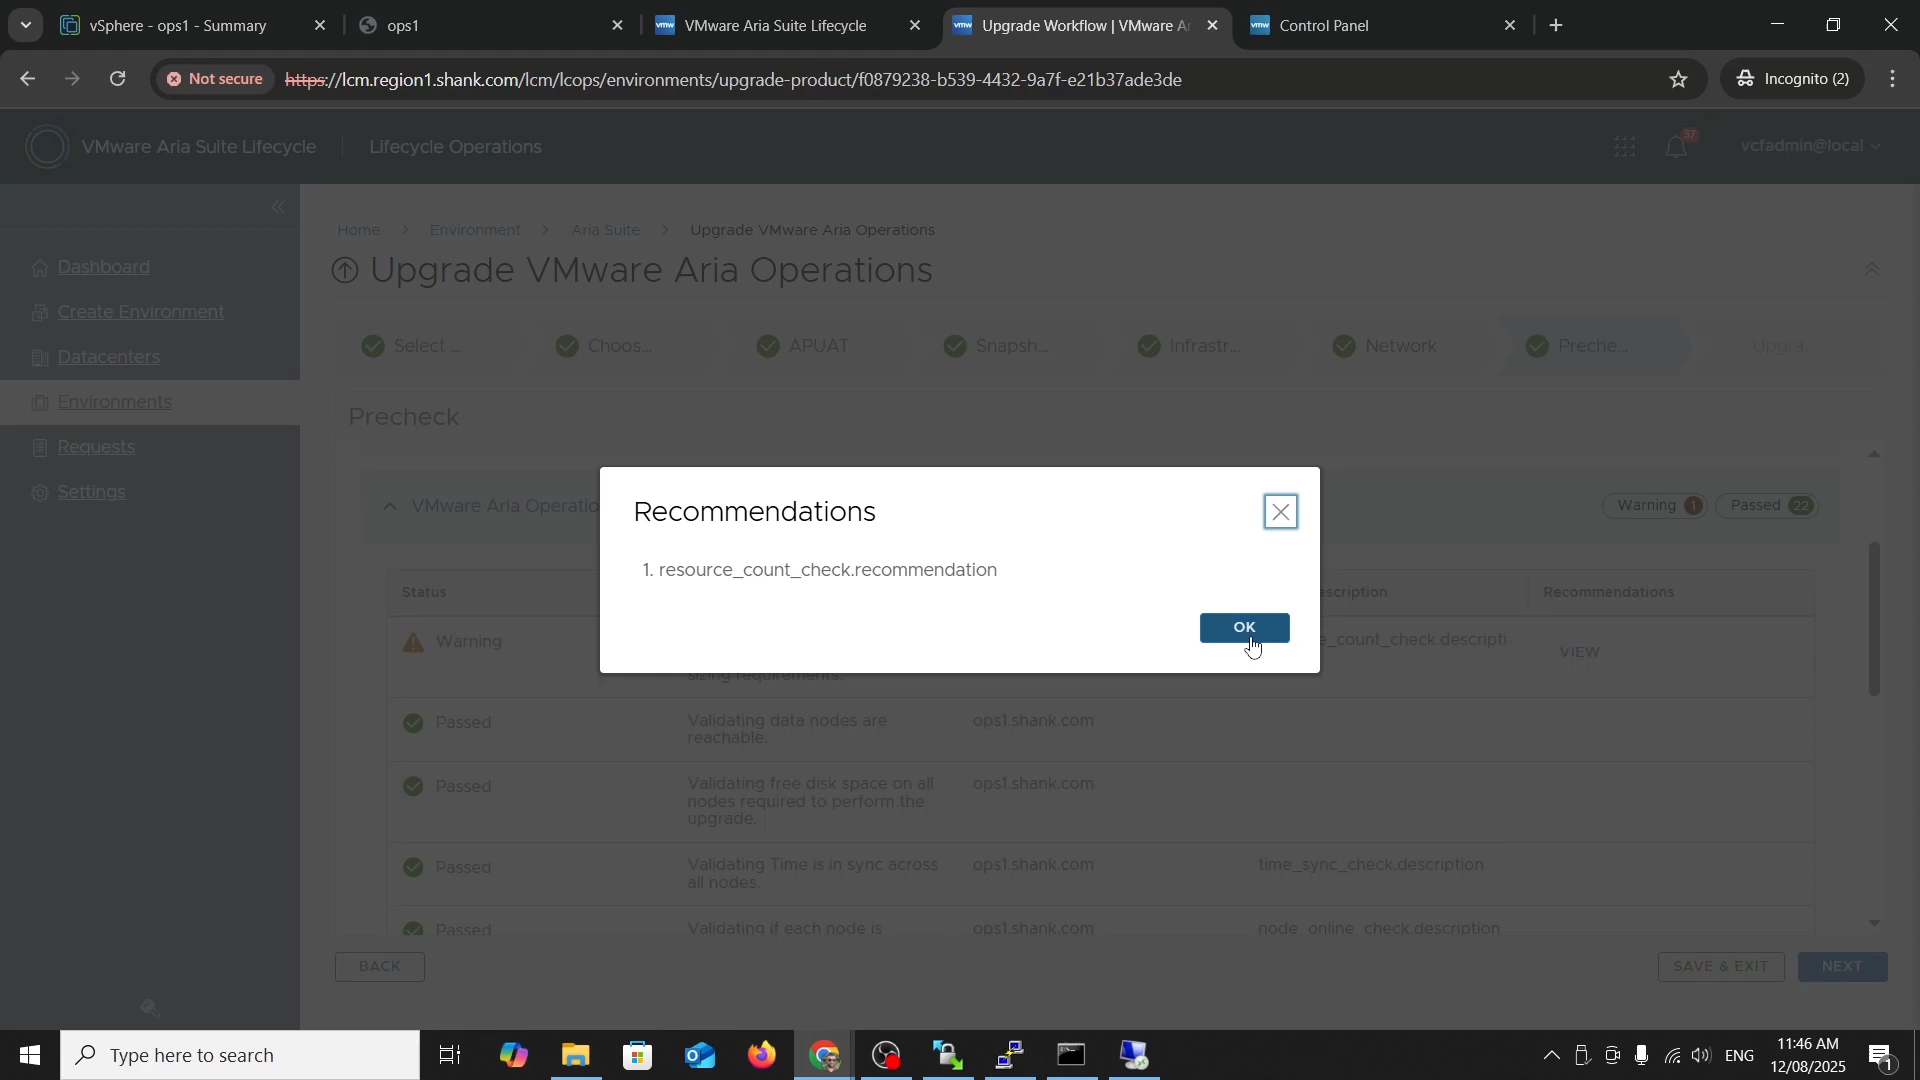 vSphere - ops1 - Summary
ops1
VMware Aria Suite Lifecycle
Upgrade Workflow | VMware Ar
Control Panel
Not secure
https://lcm.region1.shank.com/lcm/lcops/environments/upgrade-product/f0879238-b539-4432-9a7f-e21b37ade3de
Incognito (2)
VMware Aria Suite Lifecycle
Lifecycle Operations
37
vcfadmin@local
Dashboard
Create Environment
Datacenters
Environments
Requests
Settings
Home > Environment > Aria Suite > Upgrade VMware Aria Operations
Upgrade VMware Aria Operations
Select ...
Choos...
APUAT
Snapsh...
Infrastr...
Network
Preche...
Upgra...
Precheck
VMware Aria Operatio
Warning 1
Passed 22
Recommendations
1. resource_count_check.recommendation
OK
Status
scription
Recommendations
Warning
sizing requirements.
e_count_check.descripti
VIEW
Passed
Validating data nodes are
reachable.
ops1.shank.com
Passed
Validating free disk space on all
nodes required to perform the
upgrade.
ops1.shank.com
Passed
Validating Time is in sync across
all nodes.
ops1.shank.com
time_sync_check.description
Passed
Validating if each node is
ops1.shank.com
node_online_check.description
BACK
SAVE & EXIT
NEXT
Type here to search
ENG
11:46 AM
12/08/2025
1